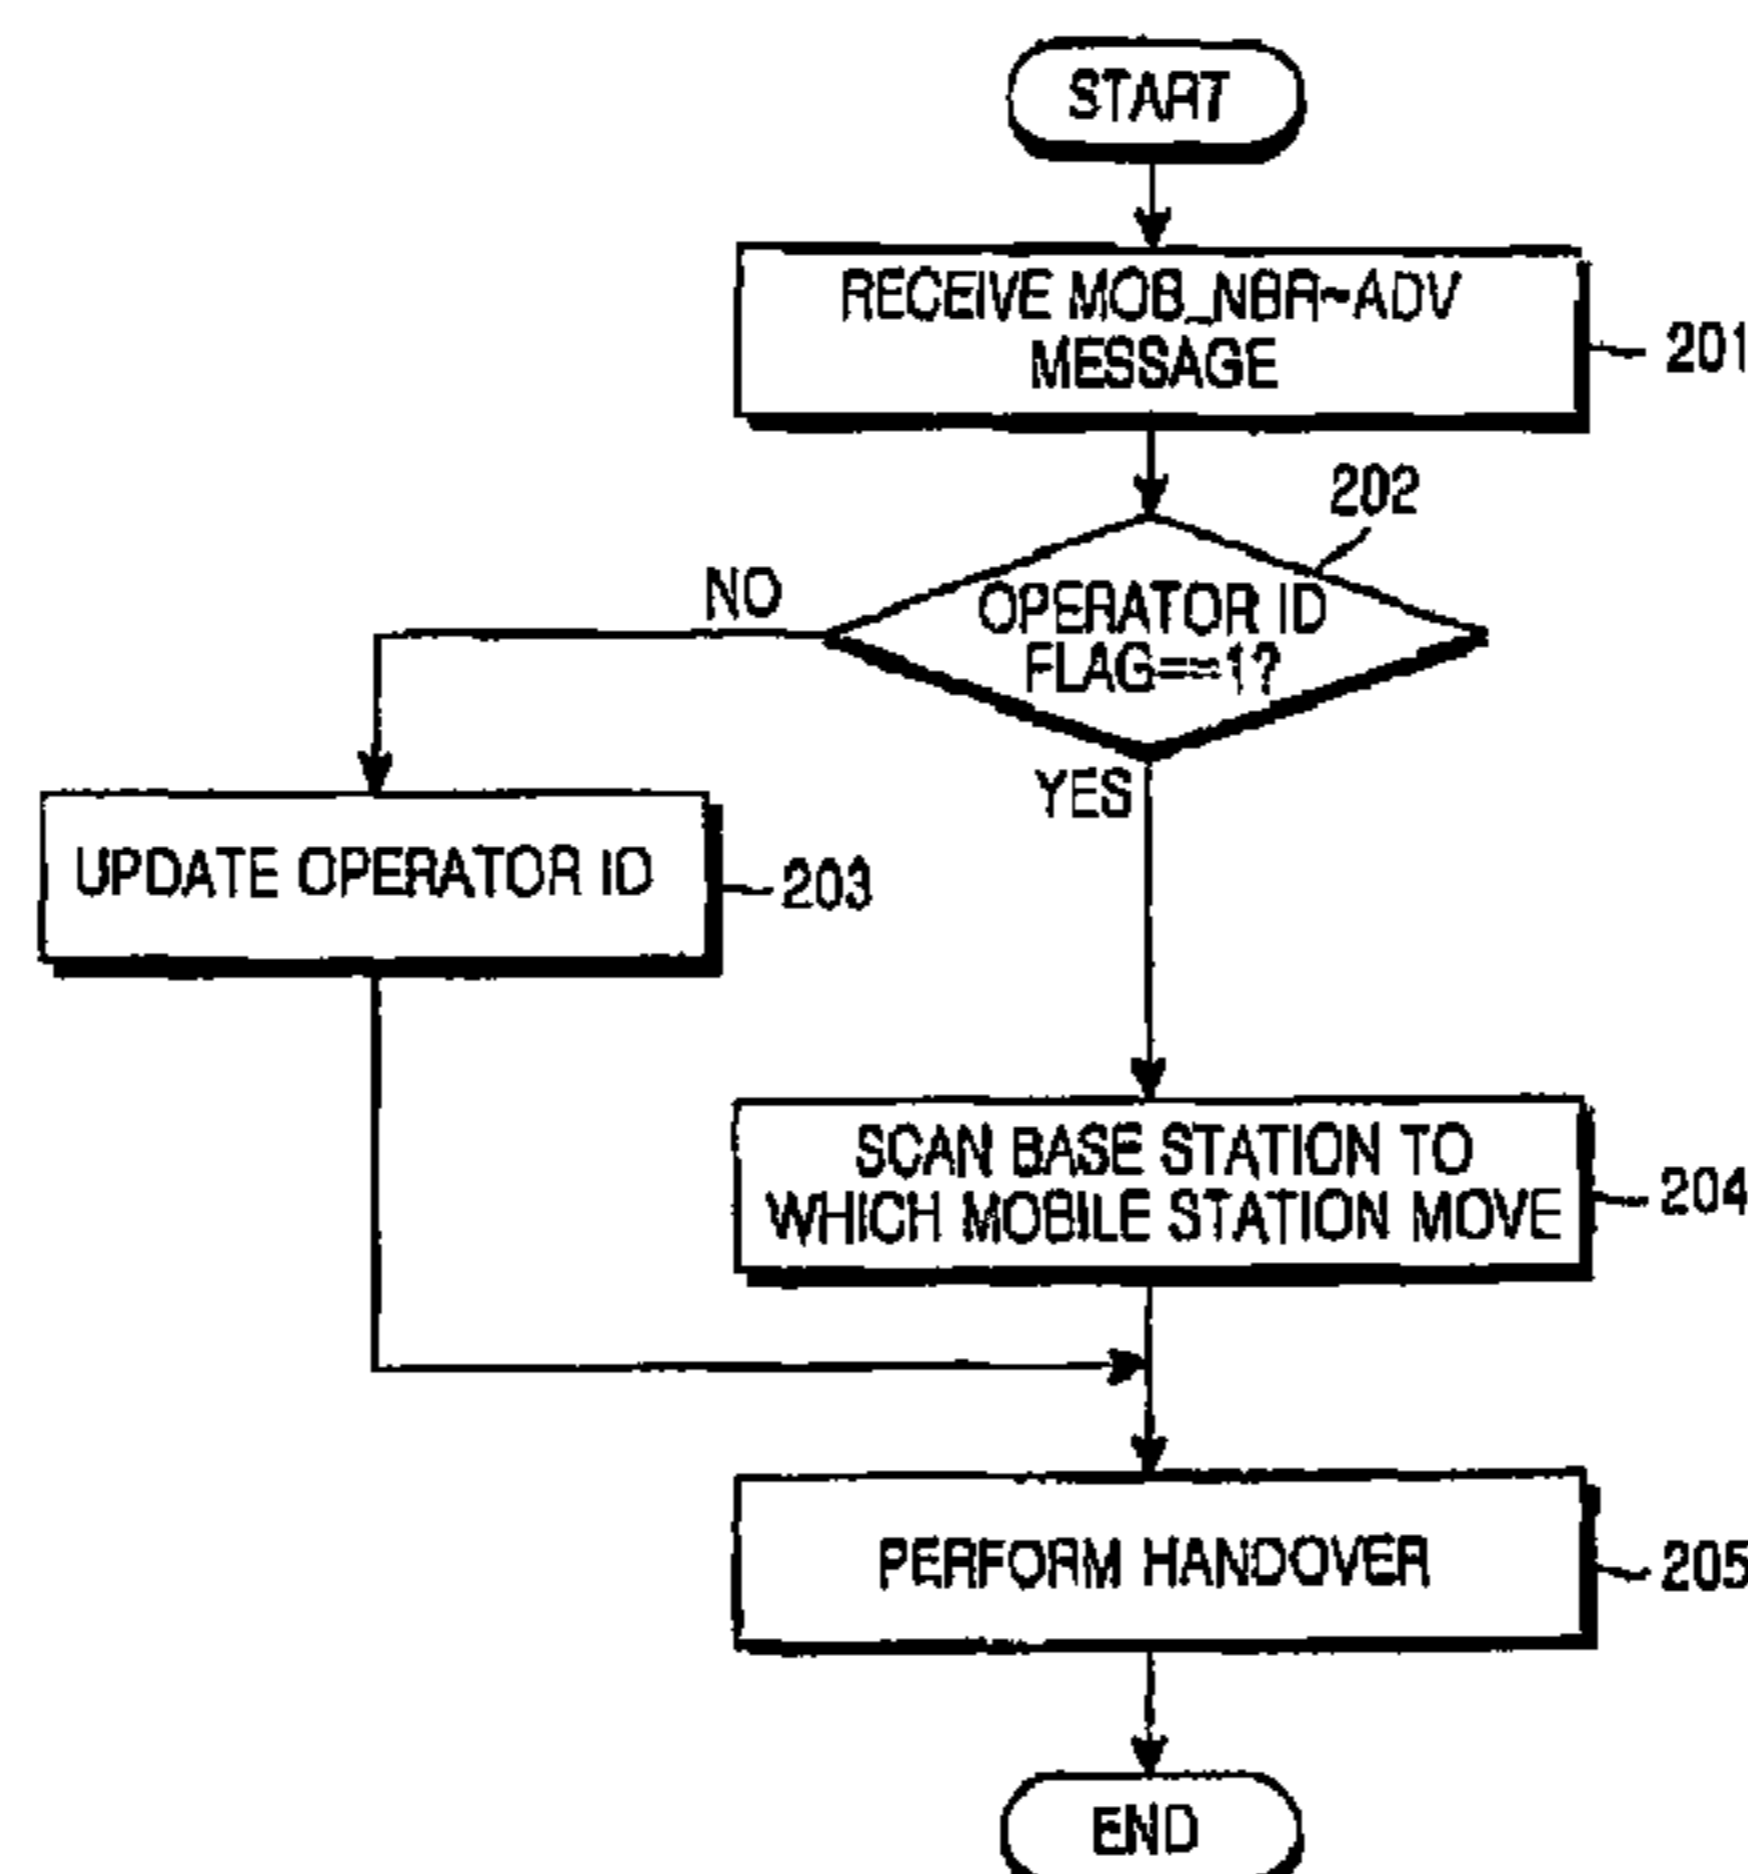 START
RECEIVE MOB_NBR~ADV
MESSAGE
201
202
OPERATOR ID
FLAG==1?
NO
YES
UPDATE OPERATOR ID
203
SCAN BASE STATION TO
WHICH MOBILE STATION MOVE
204
PERFORM HANDOVER
205
END